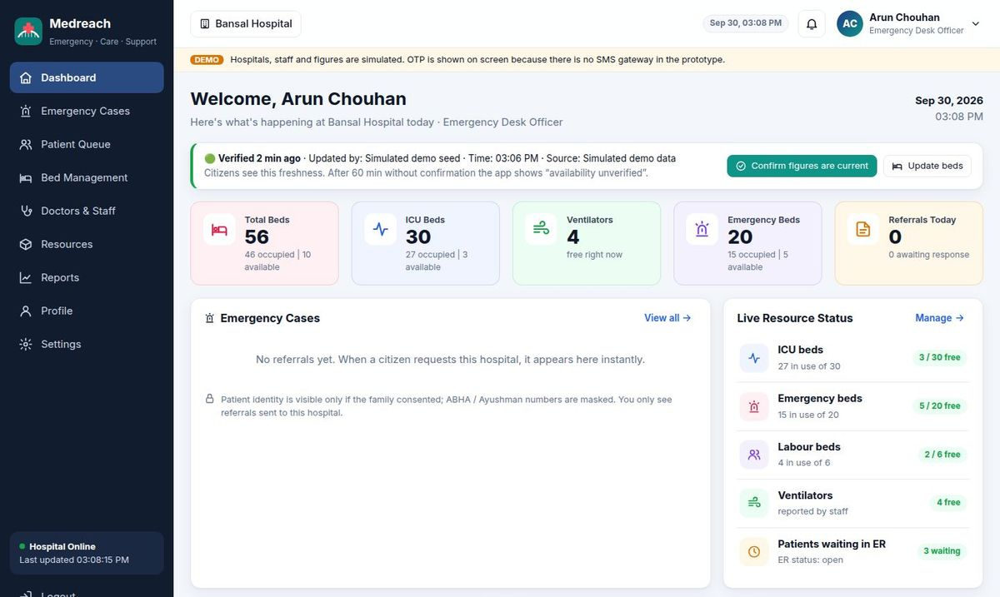 Medreach
Emergency · Care · Support
Dashboard
Emergency Cases
Patient Queue
Bed Management
Doctors & Staff
Resources
Reports
Profile
Settings
Hospital Online
Last updated 03:08:15 PM
Logout
Bansal Hospital
Sep 30, 03:08 PM
AC
Arun Chouhan
Emergency Desk Officer
DEMO Hospitals, staff and figures are simulated. OTP is shown on screen because there is no SMS gateway in the prototype.
Welcome, Arun Chouhan
Here's what's happening at Bansal Hospital today · Emergency Desk Officer
Sep 30, 2026
03:08 PM
Verified 2 min ago · Updated by: Simulated demo seed · Time: 03:06 PM · Source: Simulated demo data
Citizens see this freshness. After 60 min without confirmation the app shows “availability unverified”.
Confirm figures are current
Update beds
Total Beds
56
46 occupied | 10
available
ICU Beds
30
27 occupied | 3
available
Ventilators
4
free right now
Emergency Beds
20
15 occupied | 5
available
Referrals Today
0
0 awaiting response
Emergency Cases
View all →
No referrals yet. When a citizen requests this hospital, it appears here instantly.
Patient identity is visible only if the family consented; ABHA / Ayushman numbers are masked. You only see
referrals sent to this hospital.
Live Resource Status
Manage →
ICU beds
27 in use of 30
3 / 30 free
Emergency beds
15 in use of 20
5 / 20 free
Labour beds
4 in use of 6
2 / 6 free
Ventilators
reported by staff
4 free
Patients waiting in ER
ER status: open
3 waiting